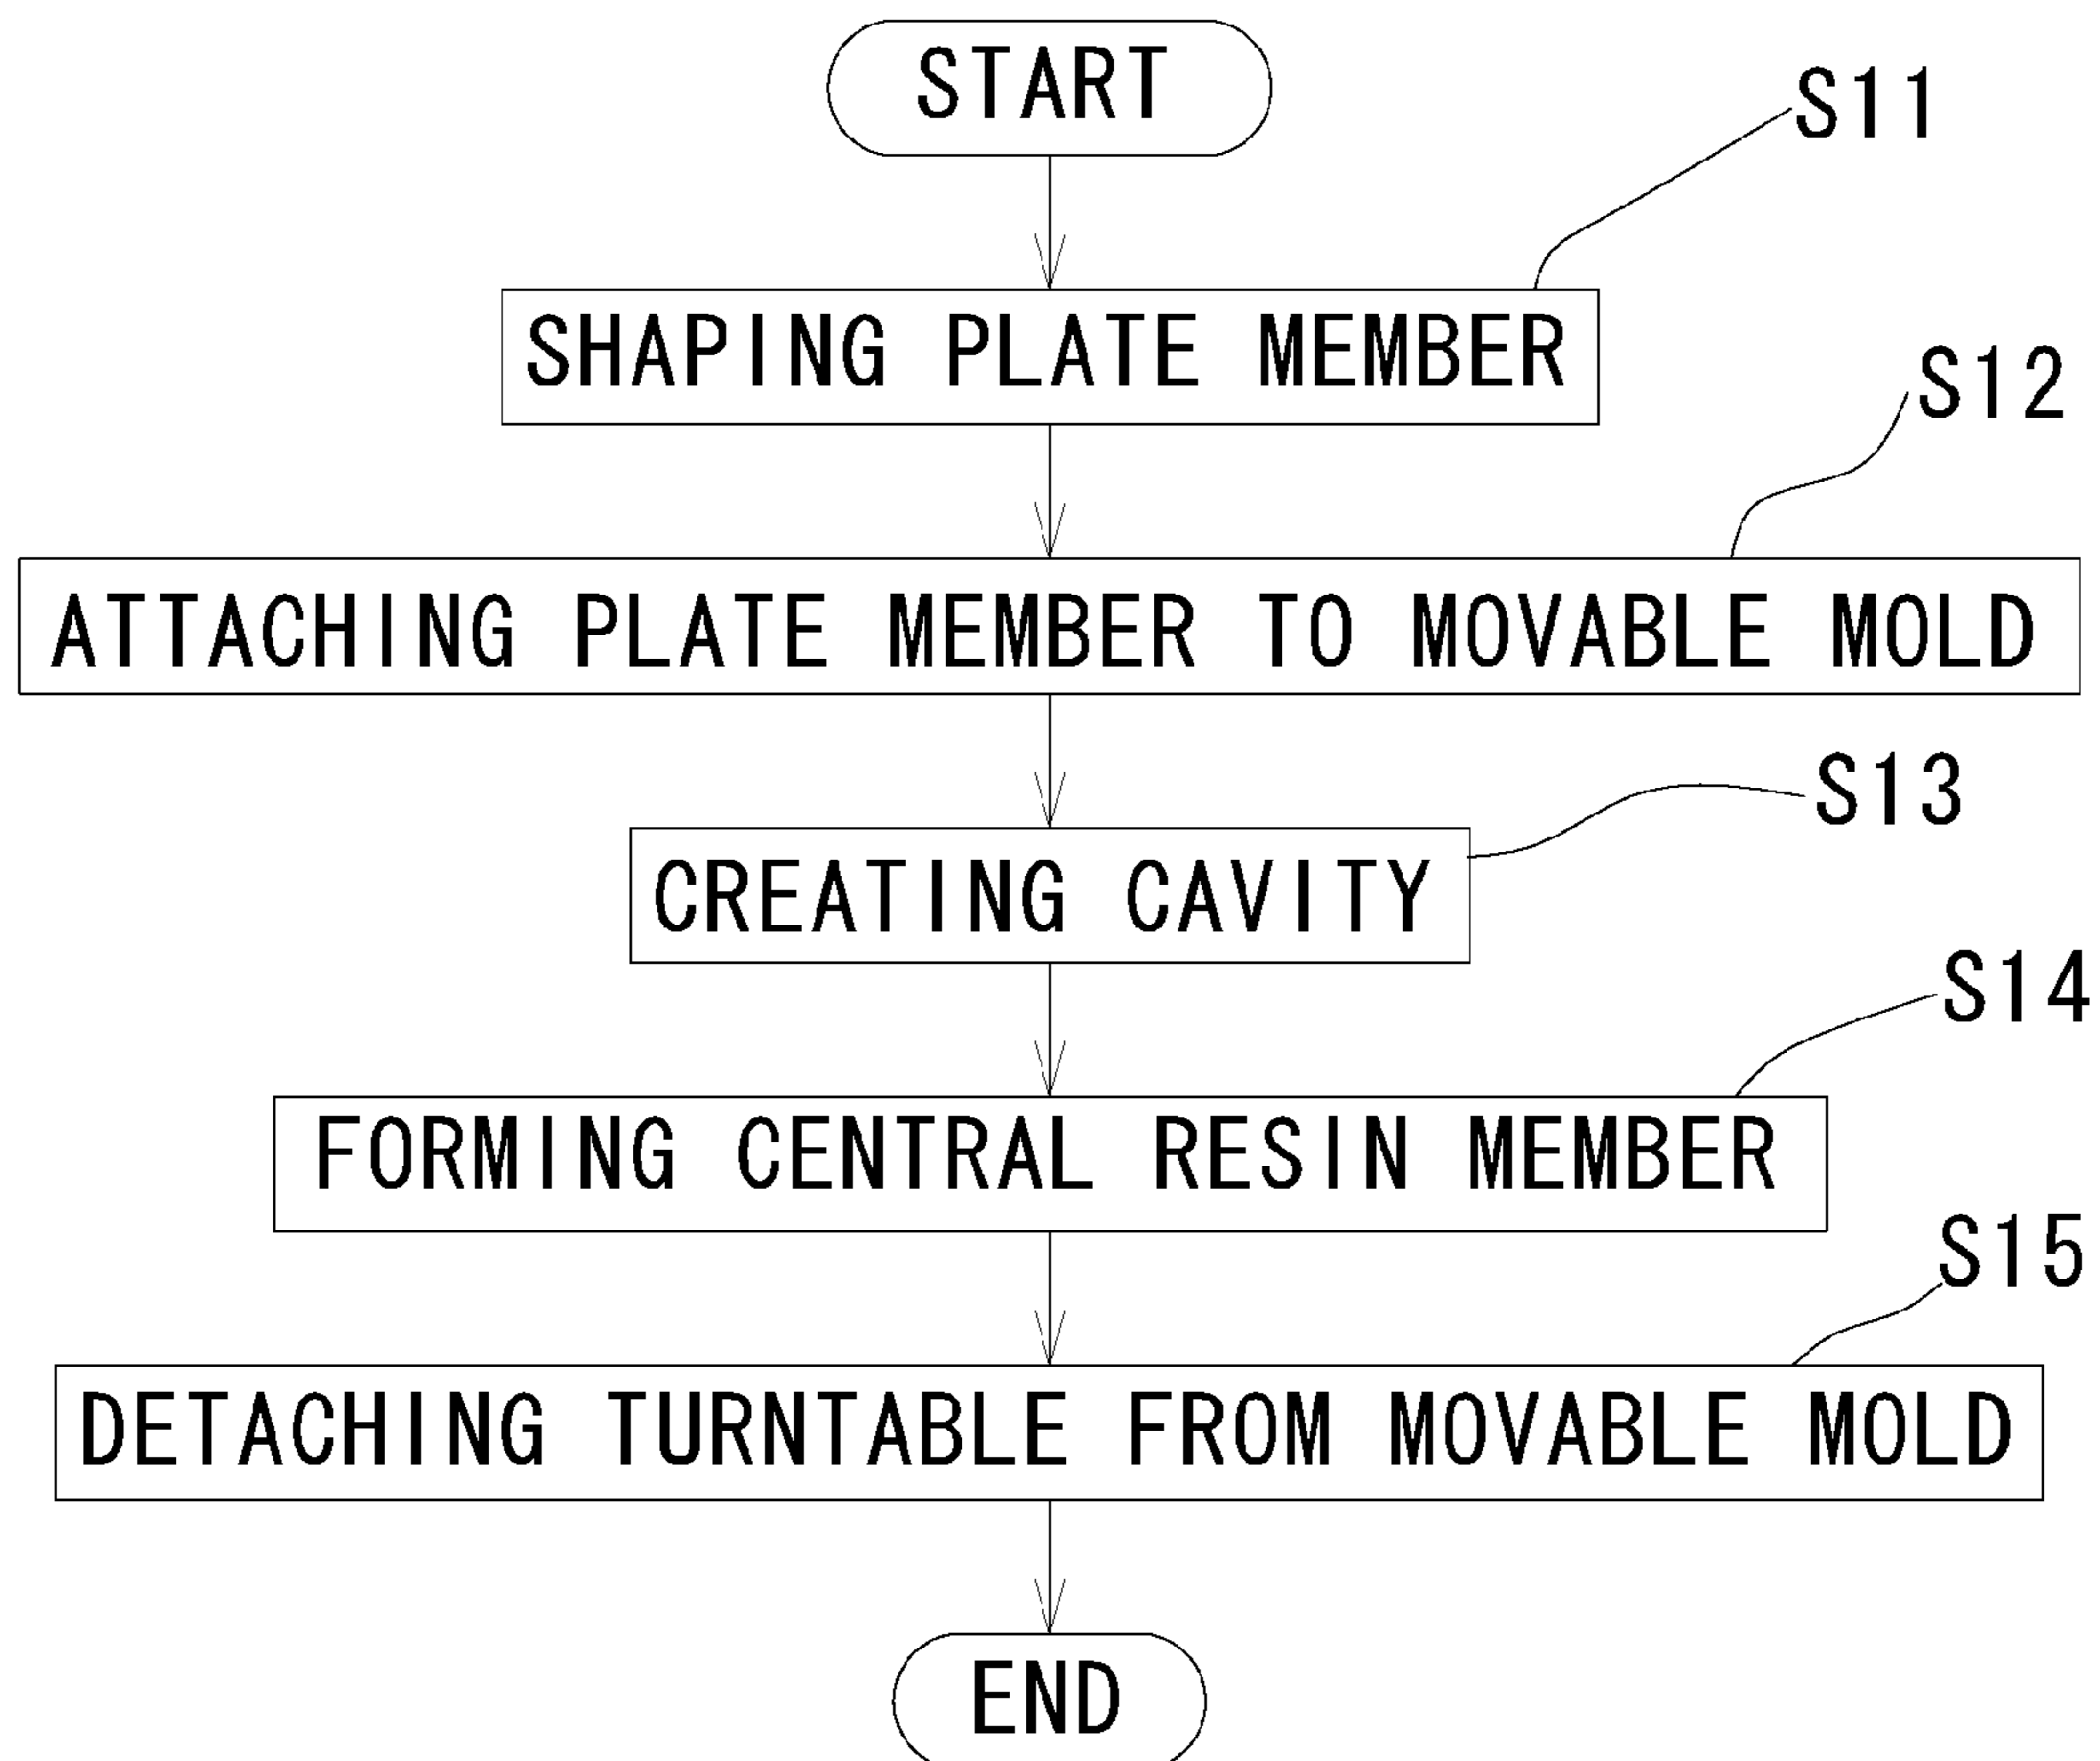 START
S11
SHAPING PLATE MEMBER
S12
ATTACHING PLATE MEMBER TO MOVABLE MOLD
S13
CREATING CAVITY
S14
FORMING CENTRAL RESIN MEMBER
S15
DETACHING TURNTABLE FROM MOVABLE MOLD
END